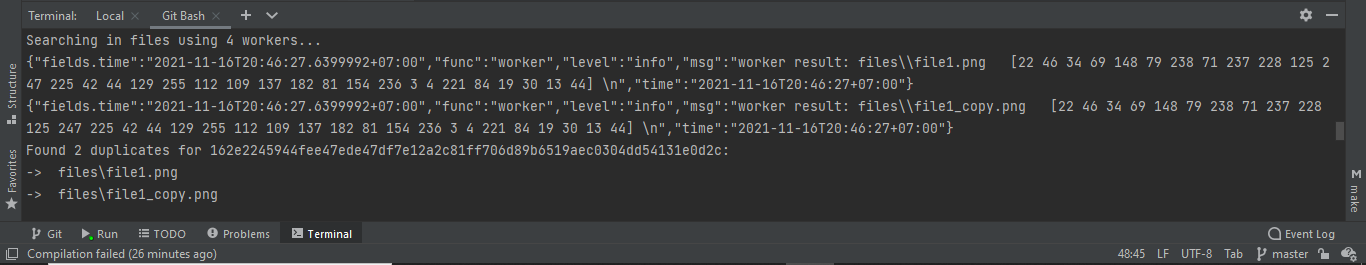 Terminal: Local Git Bash
Searching in files using 4 workers...
{"fields.time":"2021-11-16T20:46:27.6399992+07:00","func":"worker","level":"info","msg":"worker result: files\\file1.png   [22 46 34 69 148 79 238 71 237 228 125 2
47 225 42 44 129 255 112 109 137 182 81 154 236 3 4 221 84 19 30 13 44] \n","time":"2021-11-16T20:46:27+07:00"}
{"fields.time":"2021-11-16T20:46:27.6399992+07:00","func":"worker","level":"info","msg":"worker result: files\\file1_copy.png   [22 46 34 69 148 79 238 71 237 228
125 247 225 42 44 129 255 112 109 137 182 81 154 236 3 4 221 84 19 30 13 44] \n","time":"2021-11-16T20:46:27+07:00"}
Found 2 duplicates for 162e2245944fee47ede47df7e12a2c81ff706d89b6519aec0304dd54131e0d2c:
->  files\file1.png
->  files\file1_copy.png
Structure
Favorites
make
Git Run TODO Problems Terminal Event Log
Compilation failed (26 minutes ago) 48:45 LF UTF-8 Tab master